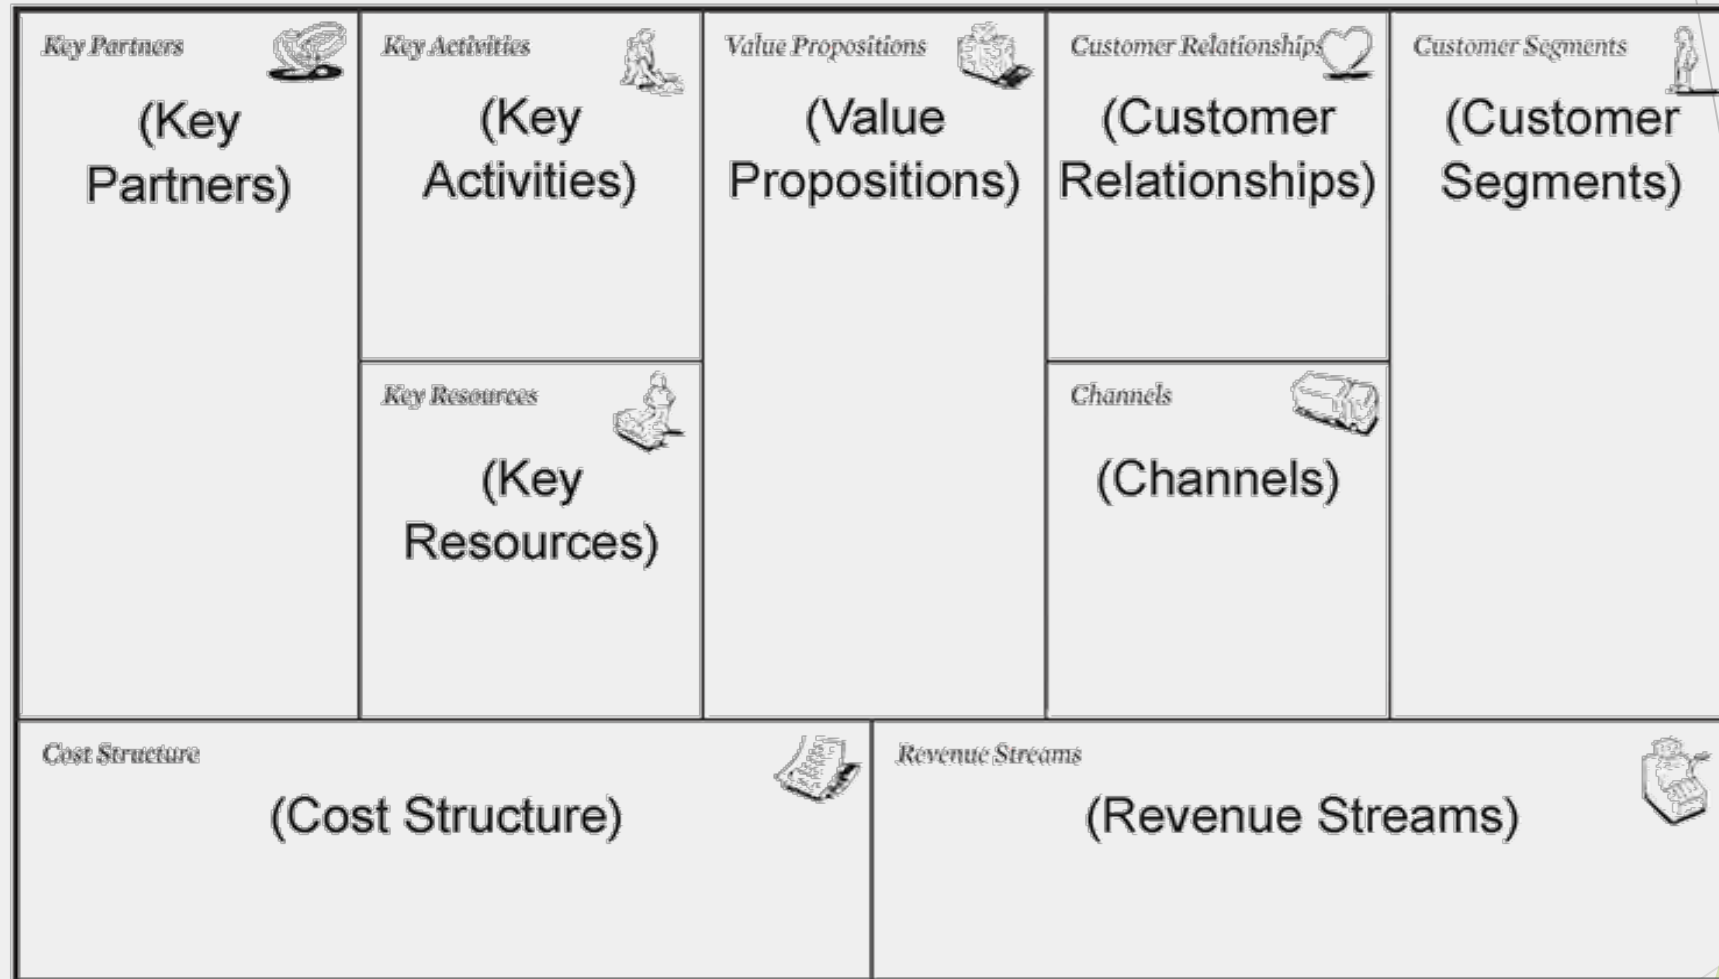 Key Partners
(Key
Partners)
Key Activities
(Key
Activities)
Key Resources
(Key
Resources)
Value Propositions
(Value
Propositions)
Customer Relationships
(Customer
Relationships)
Channels
(Channels)
Customer Segments
(Customer
Segments)
Cost Structure
(Cost Structure)
Revenue Streams
(Revenue Streams)